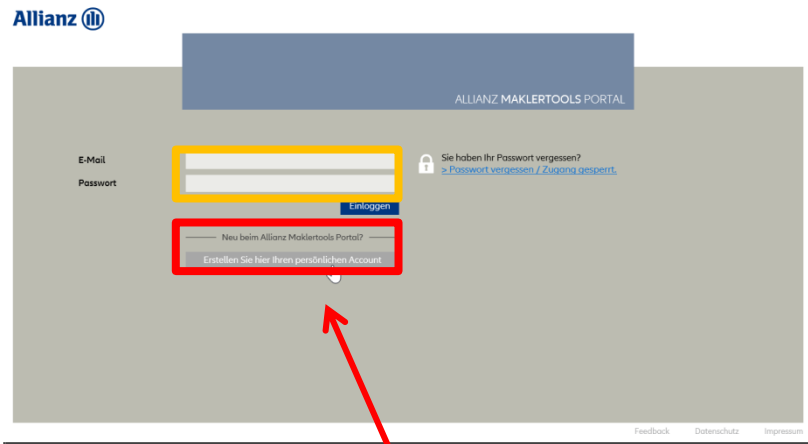 Allianz
ALLIANZ MAKLERTOOLS PORTAL
E-Mail
Passwort
Sie haben Ihr Passwort vergessen?
> Passwort vergessen / Zugang gesperrt.
Einloggen
Neu beim Allianz Maklertools Portal?
Erstellen Sie hier Ihren persönlichen Account
Feedback Datenschutz Impressum